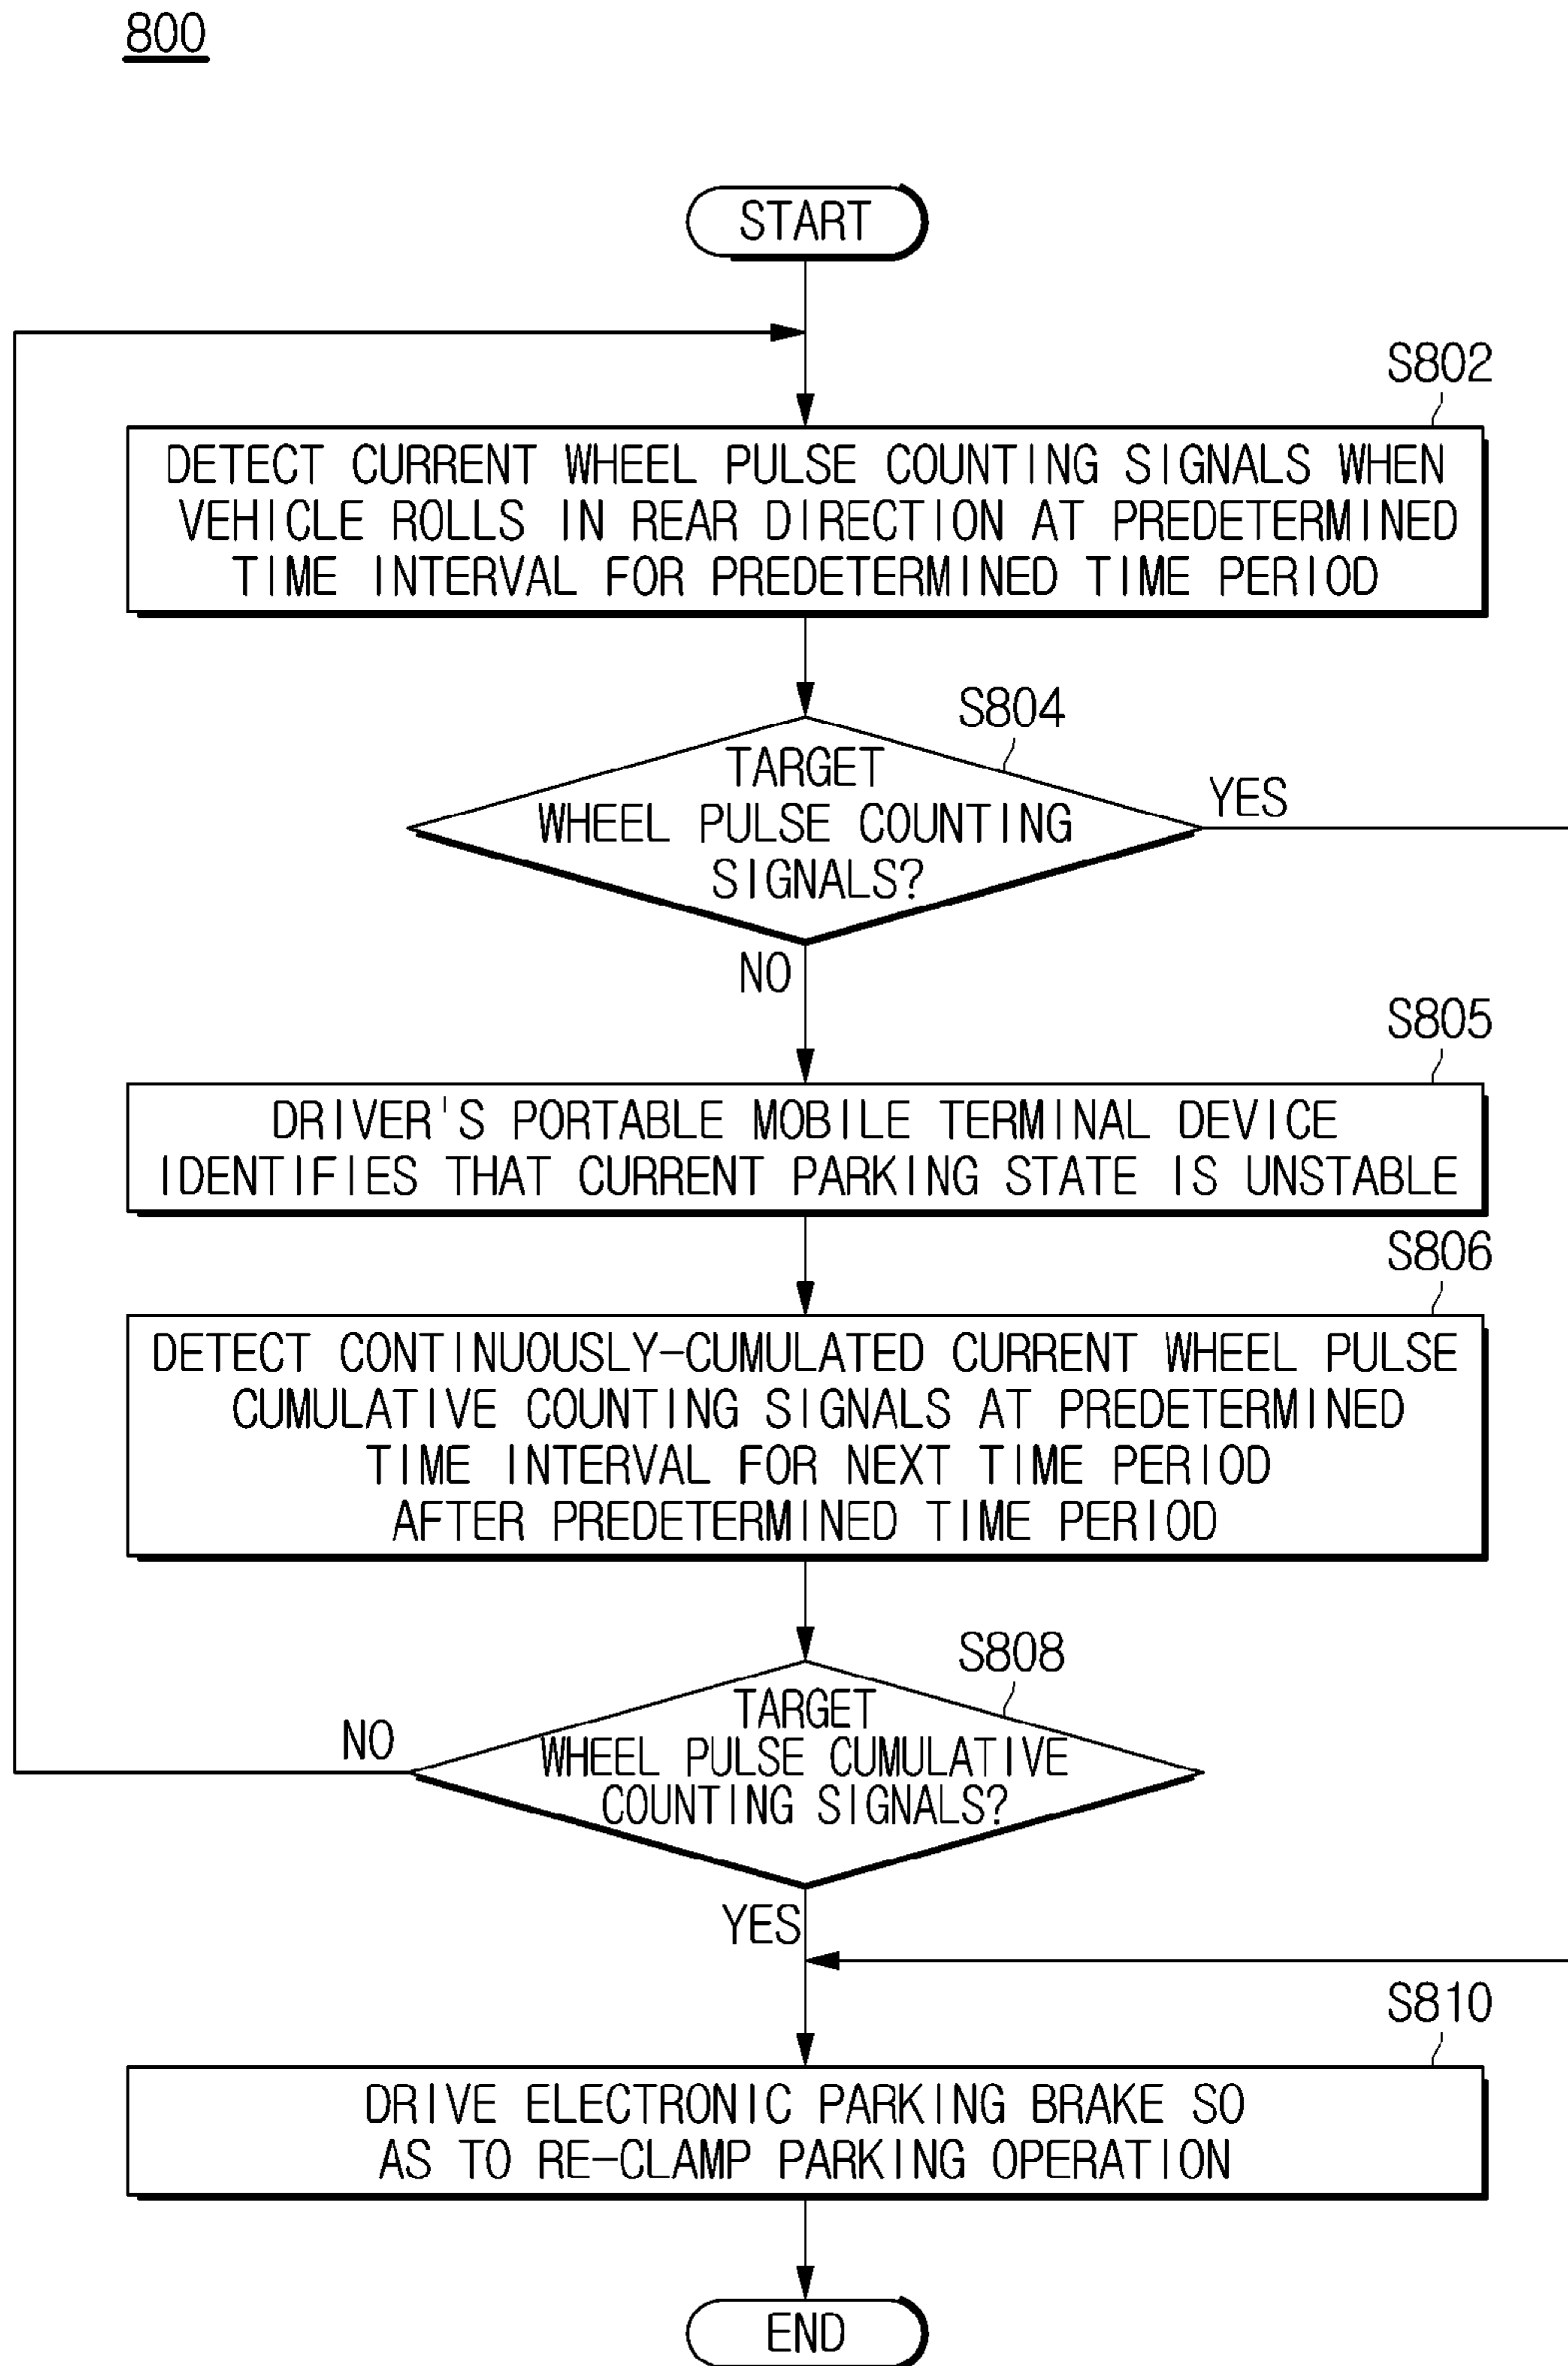 800
START
S802
DETECT CURRENT WHEEL PULSE COUNTING SIGNALS WHEN
VEHICLE ROLLS IN REAR DIRECTION AT PREDETERMINED
TIME INTERVAL FOR PREDETERMINED TIME PERIOD
S804
TARGET
WHEEL PULSE COUNTING
SIGNALS?
YES
NO
S805
DRIVER'S PORTABLE MOBILE TERMINAL DEVICE
IDENTIFIES THAT CURRENT PARKING STATE IS UNSTABLE
S806
DETECT CONTINUOUSLY-CUMULATED CURRENT WHEEL PULSE
CUMULATIVE COUNTING SIGNALS AT PREDETERMINED
TIME INTERVAL FOR NEXT TIME PERIOD
AFTER PREDETERMINED TIME PERIOD
S808
TARGET
WHEEL PULSE CUMULATIVE
COUNTING SIGNALS?
NO
YES
S810
DRIVE ELECTRONIC PARKING BRAKE SO
AS TO RE-CLAMP PARKING OPERATION
END